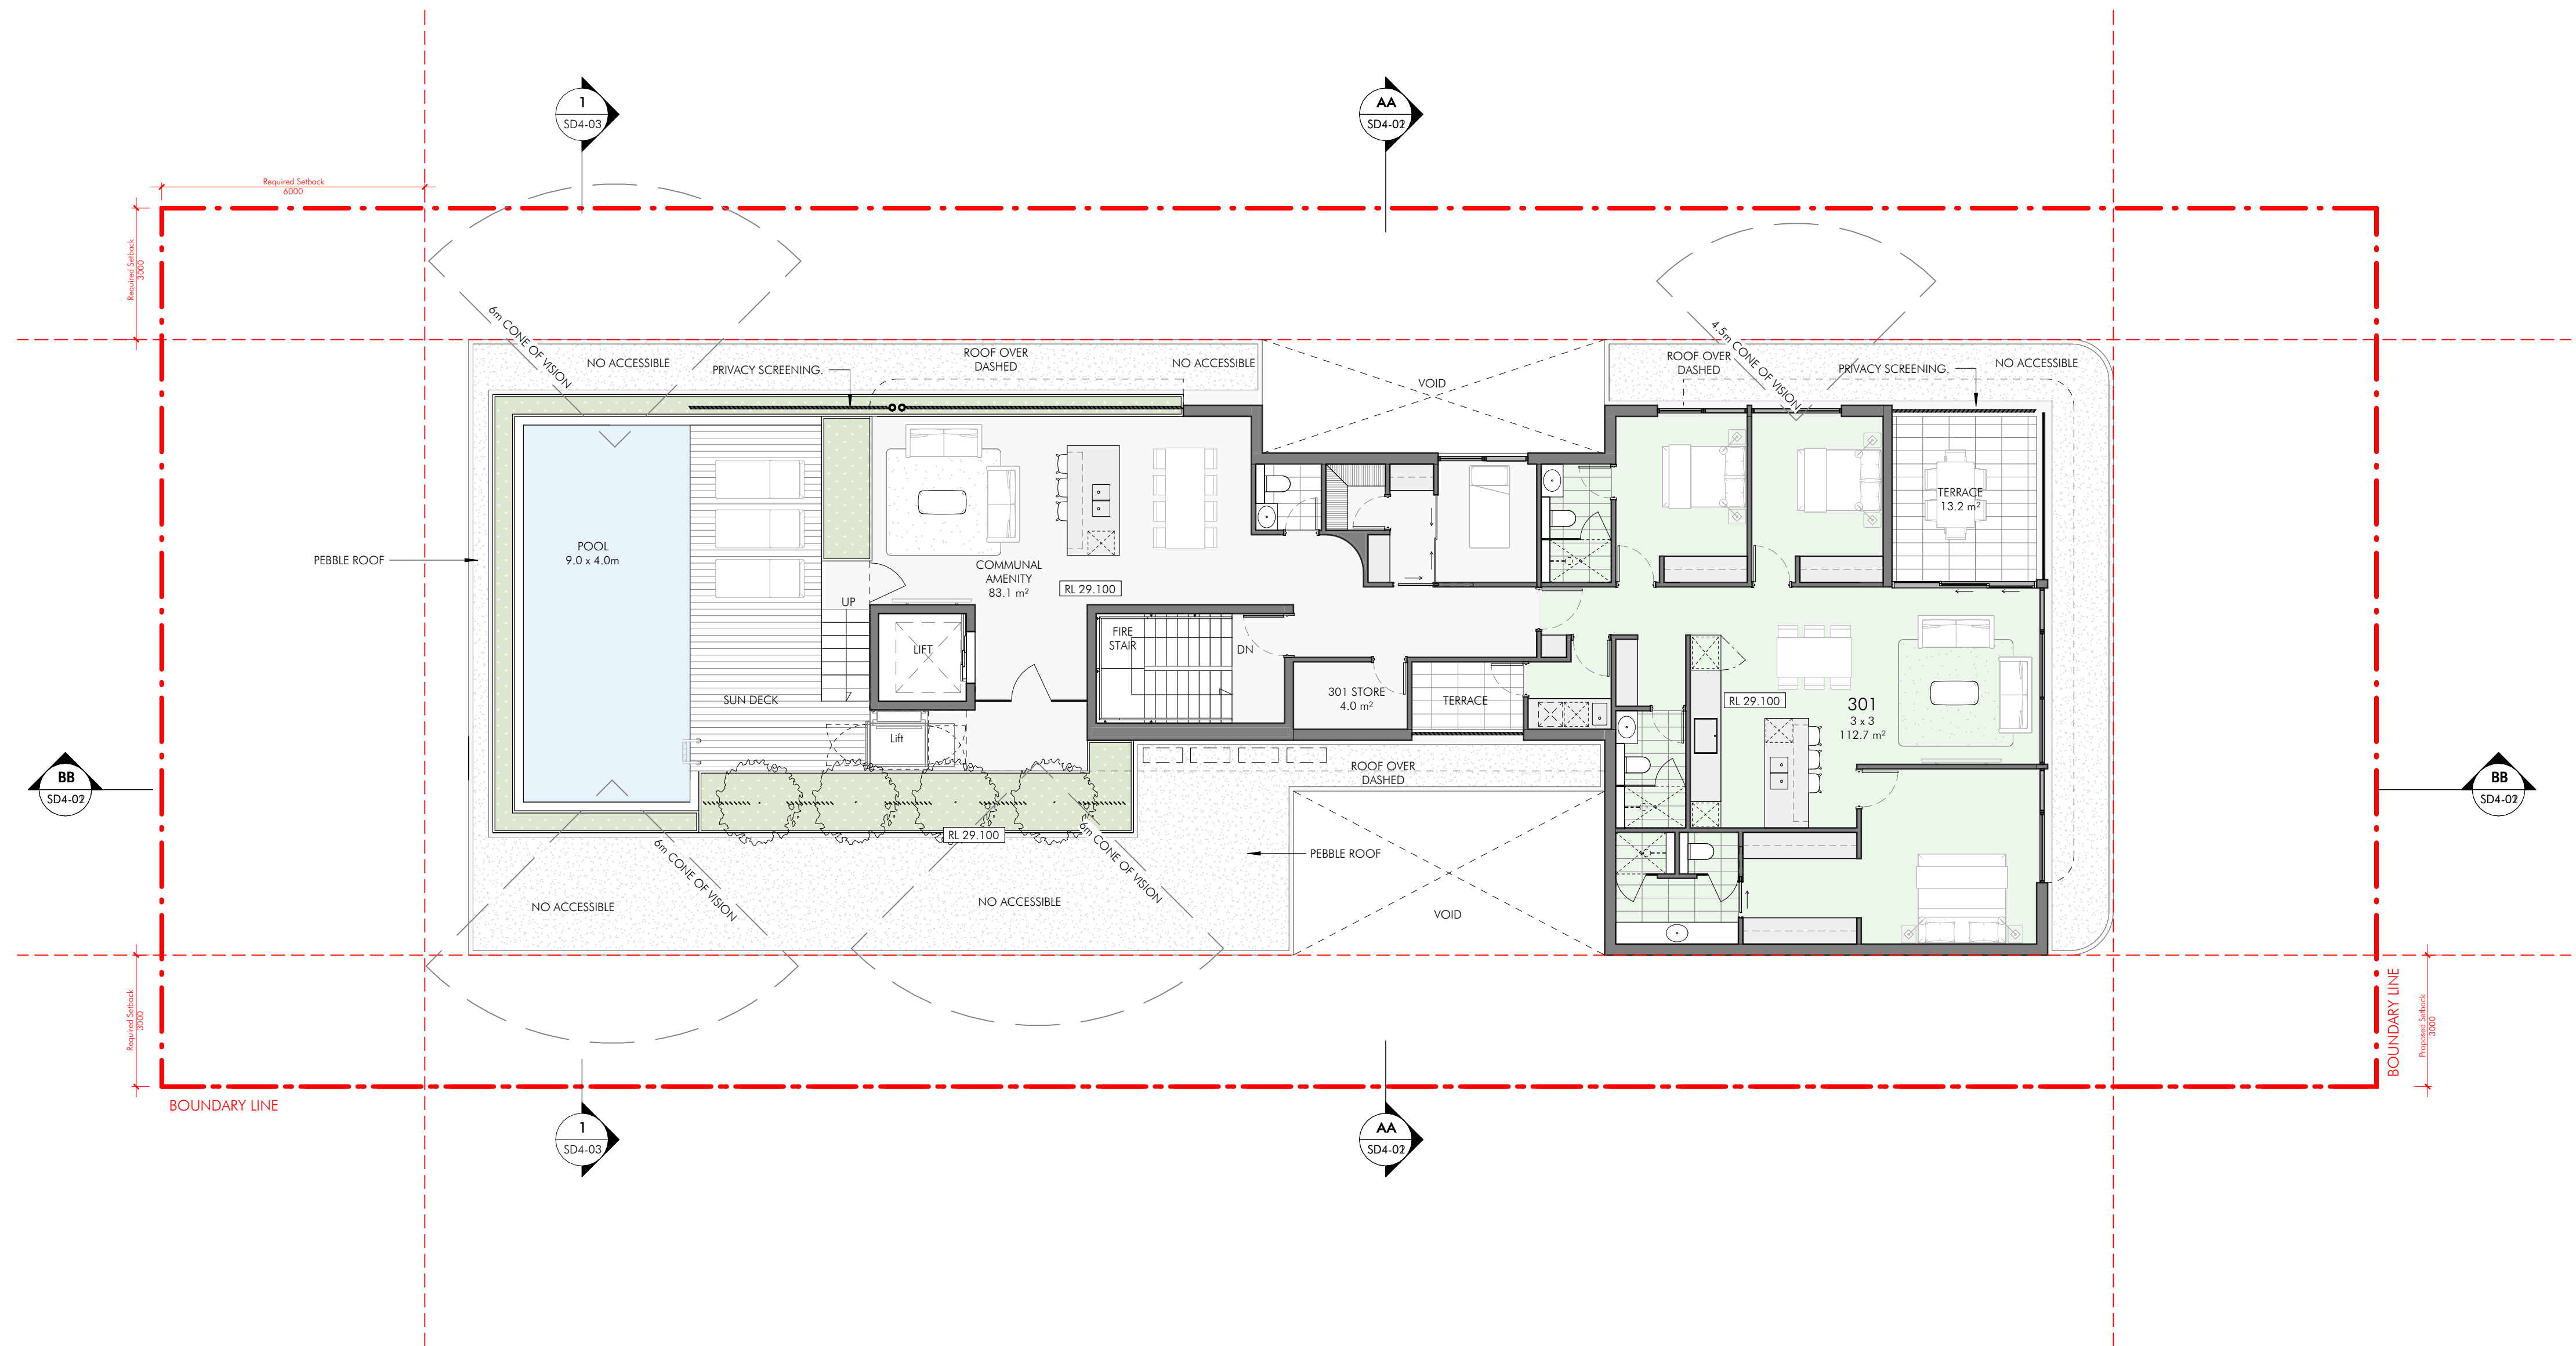 1
SD4-03
AA
SD4-02
Required Setback
6000
Required Setback
3000
6m CONE OF VISION
NO ACCESSIBLE
PRIVACY SCREENING.
ROOF OVER
DASHED
NO ACCESSIBLE
VOID
4.5m CONE OF VISION
ROOF OVER
DASHED
PRIVACY SCREENING.
NO ACCESSIBLE
PEBBLE ROOF
POOL
9.0 x 4.0m
COMMUNAL
AMENITY
83.1 m²
RL 29.100
TERRACE
13.2 m²
UP
LIFT
FIRE
STAIR
DN
SUN DECK
Lift
301 STORE
4.0 m²
TERRACE
RL 29.100
301
3 x 3
112.7 m²
BB
SD4-02
BB
SD4-02
ROOF OVER
DASHED
RL 29.100
6m CONE OF VISION
6m CONE OF VISION
PEBBLE ROOF
NO ACCESSIBLE
NO ACCESSIBLE
VOID
Required Setback
3000
BOUNDARY LINE
Proposed Setback
3000
BOUNDARY LINE
1
SD4-03
AA
SD4-02